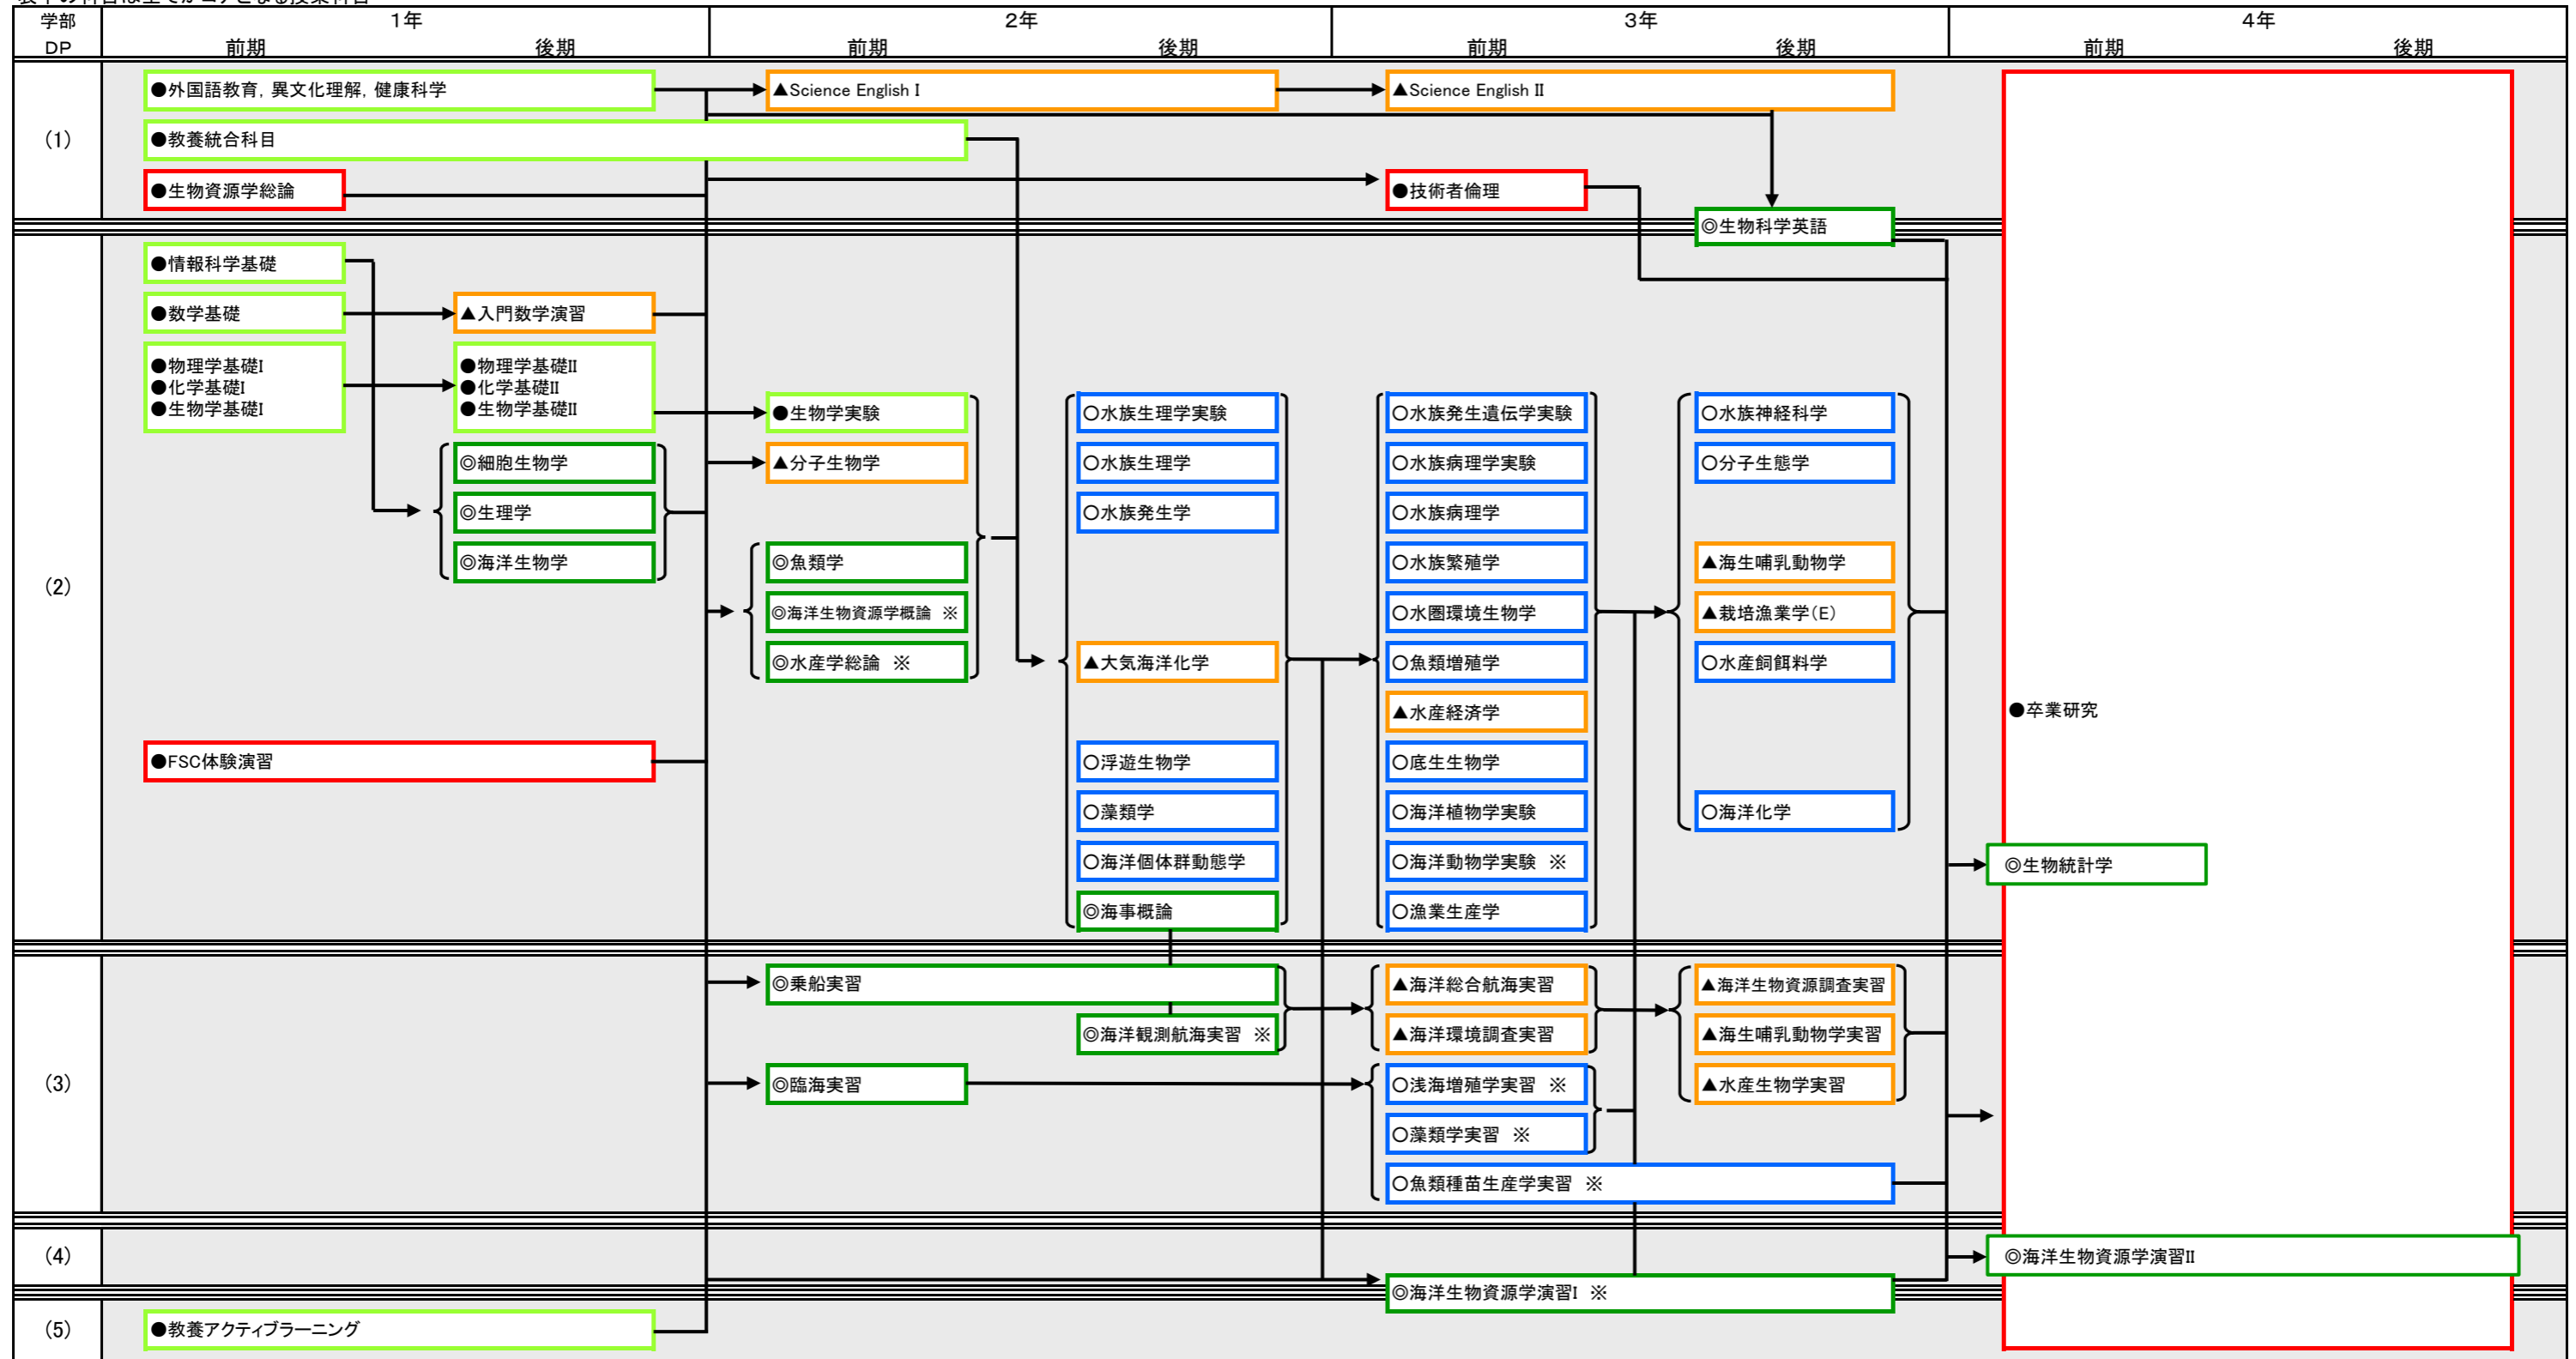 学部
DP
1年
2年
3年
4年
前期
後期
前期
後期
前期
後期
前期
後期
(1)
●外国語教育, 異文化理解, 健康科学
▲Science English I
▲Science English II
●教養統合科目
●生物資源学総論
●技術者倫理
◎生物科学英語
(2)
●情報科学基礎
●数学基礎
▲入門数学演習
●物理学基礎I
●化学基礎I
●生物学基礎I
●物理学基礎II
●化学基礎II
●生物学基礎II
●生物学実験
○水族生理学実験
○水族発生遺伝学実験
○水族神経科学
◎細胞生物学
▲分子生物学
○水族生理学
○水族病理学実験
○分子生態学
◎生理学
○水族発生学
○水族病理学
◎海洋生物学
◎魚類学
○水族繁殖学
▲海生哺乳動物学
◎海洋生物資源学概論 ※
○水圏環境生物学
▲栽培漁業学(E)
◎水産学総論 ※
▲大気海洋化学
○魚類増殖学
○水産飼餌料学
▲水産経済学
●卒業研究
●FSC体験演習
○浮遊生物学
○底生生物学
○藻類学
○海洋植物学実験
○海洋化学
○海洋個体群動態学
○海洋動物学実験 ※
◎生物統計学
◎海事概論
○漁業生産学
(3)
◎乗船実習
▲海洋総合航海実習
▲海洋生物資源調査実習
◎海洋観測航海実習 ※
▲海洋環境調査実習
▲海生哺乳動物学実習
◎臨海実習
○浅海増殖学実習 ※
▲水産生物学実習
○藻類学実習 ※
○魚類種苗生産学実習 ※
(4)
◎海洋生物資源学演習II
◎海洋生物資源学演習I ※
(5)
●教養アクティブラーニング